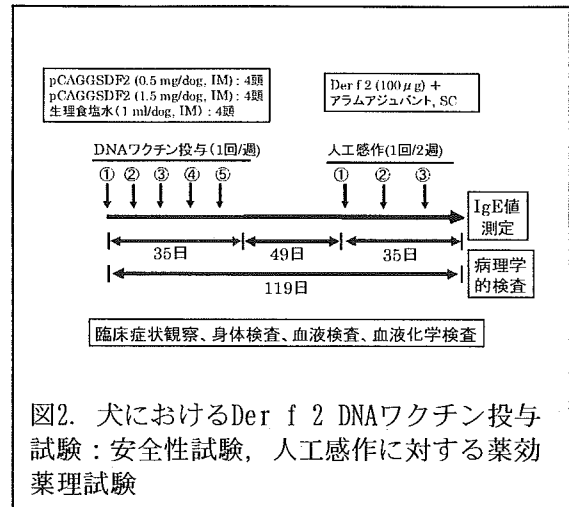 pCAGGSDF2 (0.5 mg/dog, IM) : 4頭
pCAGGSDF2 (1.5 mg/dog, IM) : 4頭
生理食塩水 (1 ml/dog, IM) : 4頭
Der f 2 (100μg) +
アラムアジュバント, SC
DNAワクチン投与 (1回/週)
人工感作 (1回/2週)
① ② ③ ④ ⑤
① ② ③
IgE値
測定
35日
49日
35日
119日
病理学
的検査
臨床症状観察、身体検査、血液検査、血液化学検査
図2. 犬におけるDer f 2 DNAワクチン投与
試験：安全性試験，人工感作に対する薬効
薬理試験